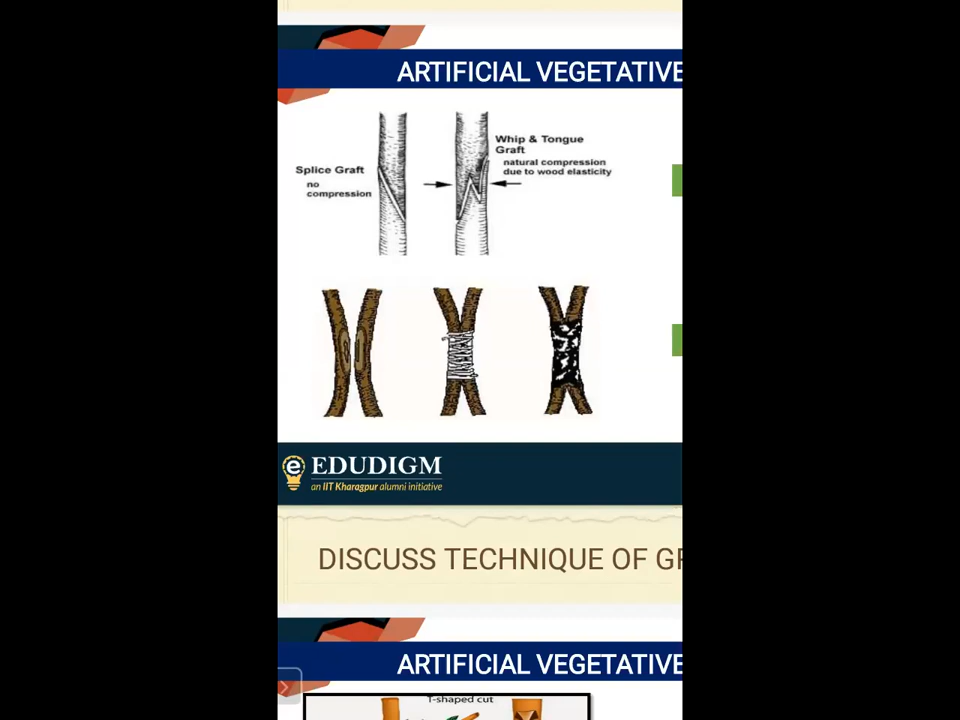 ARTIFICIAL VEGETATIVE
Whip & Tongue
Graft
natural compression
due to wood elasticity
Splice Graft
no
compression
e EDUDIGM
an IIT Kharagpur alumni initiative
DISCUSS TECHNIQUE OF
ARTIFICIAL VEGETATIVE
T-shaped cut